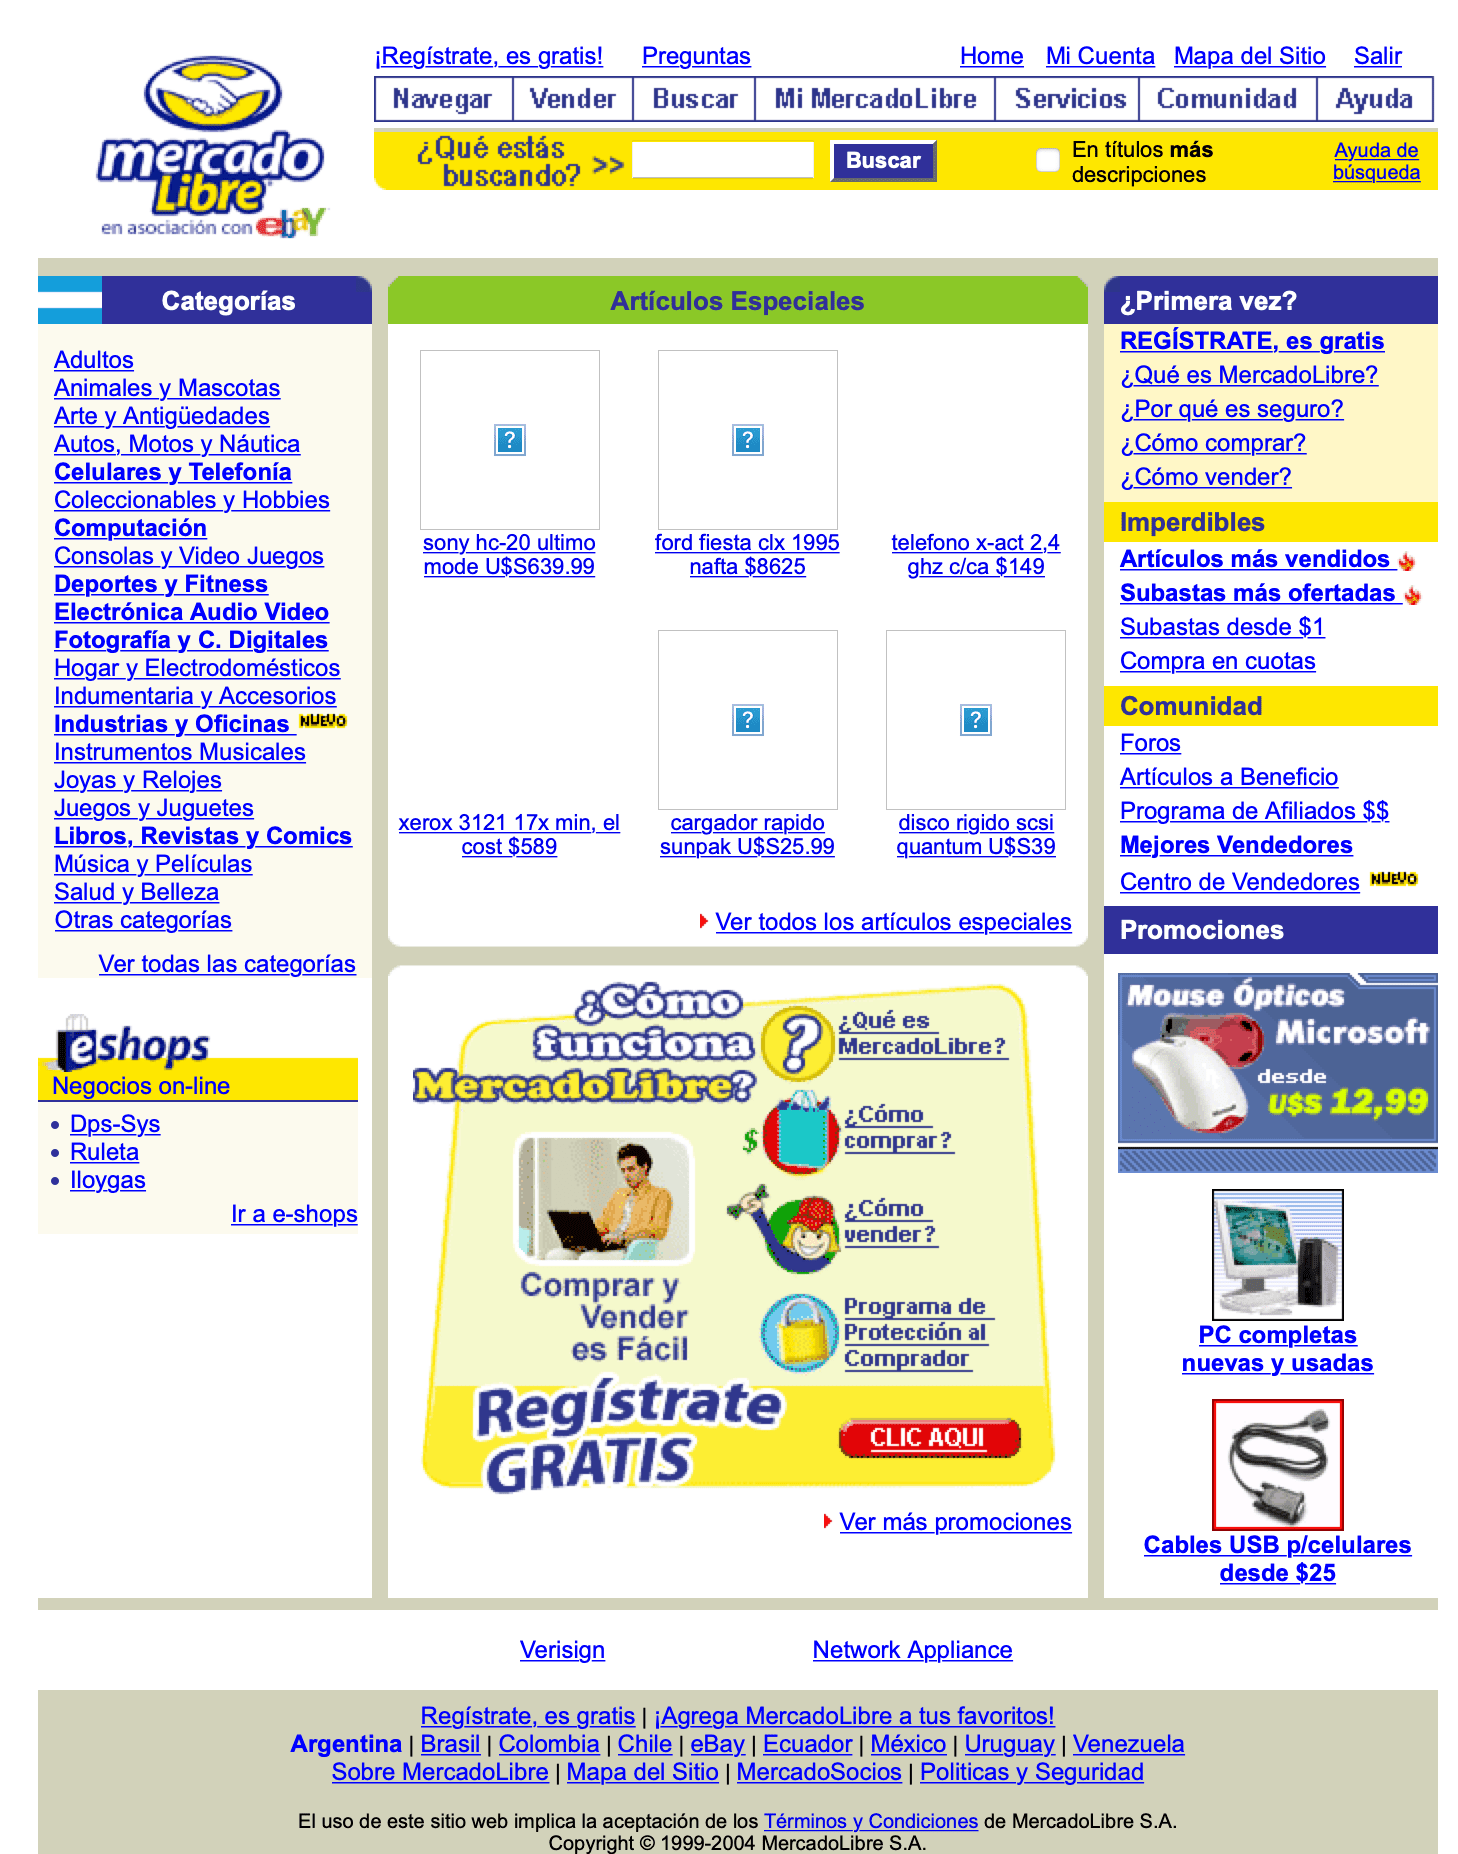 ¡Regístrate, es gratis! Preguntas Home Mi Cuenta Mapa del Sitio Salir
Navegar Vender Buscar Mi MercadoLibre Servicios Comunidad Ayuda
¿Qué estás
buscando? >>
Buscar
En títulos más
descripciones
Ayuda de
búsqueda
mercado
Libre
en asociación con ebaY
Categorías
Adultos
Animales y Mascotas
Arte y Antigüedades
Autos, Motos y Náutica
Celulares y Telefonía
Coleccionables y Hobbies
Computación
Consolas y Video Juegos
Deportes y Fitness
Electrónica Audio Video
Fotografía y C. Digitales
Hogar y Electrodomésticos
Indumentaria y Accesorios
Industrias y Oficinas NUEVO
Instrumentos Musicales
Joyas y Relojes
Juegos y Juguetes
Libros, Revistas y Comics
Música y Películas
Salud y Belleza
Otras categorías
Ver todas las categorías
eshops
Negocios on-line
Dps-Sys
Ruleta
Iloygas
Ir a e-shops
Artículos Especiales
sony hc-20 ultimo
mode U$S639.99
ford fiesta clx 1995
nafta $8625
telefono x-act 2,4
ghz c/ca $149
xerox 3121 17x min, el
cost $589
cargador rapido
sunpak U$S25.99
disco rigido scsi
quantum U$S39
Ver todos los artículos especiales
¿Cómo
funciona
MercadoLibre?
¿Qué es
MercadoLibre?
$
¿Cómo
comprar?
¿Cómo
vender?
Programa de
Protección al
Comprador
Comprar y
Vender
es Fácil
Regístrate
GRATIS
CLIC AQUI
Ver más promociones
¿Primera vez?
REGÍSTRATE, es gratis
¿Qué es MercadoLibre?
¿Por qué es seguro?
¿Cómo comprar?
¿Cómo vender?
Imperdibles
Artículos más vendidos
Subastas más ofertadas
Subastas desde $1
Compra en cuotas
Comunidad
Foros
Artículos a Beneficio
Programa de Afiliados $$
Mejores Vendedores
Centro de Vendedores NUEVO
Promociones
Mouse Ópticos
Microsoft
desde
U$S 12,99
PC completas
nuevas y usadas
Cables USB p/celulares
desde $25
Verisign Network Appliance
Regístrate, es gratis | ¡Agrega MercadoLibre a tus favoritos!
Argentina | Brasil | Colombia | Chile | eBay | Ecuador | México | Uruguay | Venezuela
Sobre MercadoLibre | Mapa del Sitio | MercadoSocios | Politicas y Seguridad
El uso de este sitio web implica la aceptación de los Términos y Condiciones de MercadoLibre S.A.
Copyright © 1999-2004 MercadoLibre S.A.